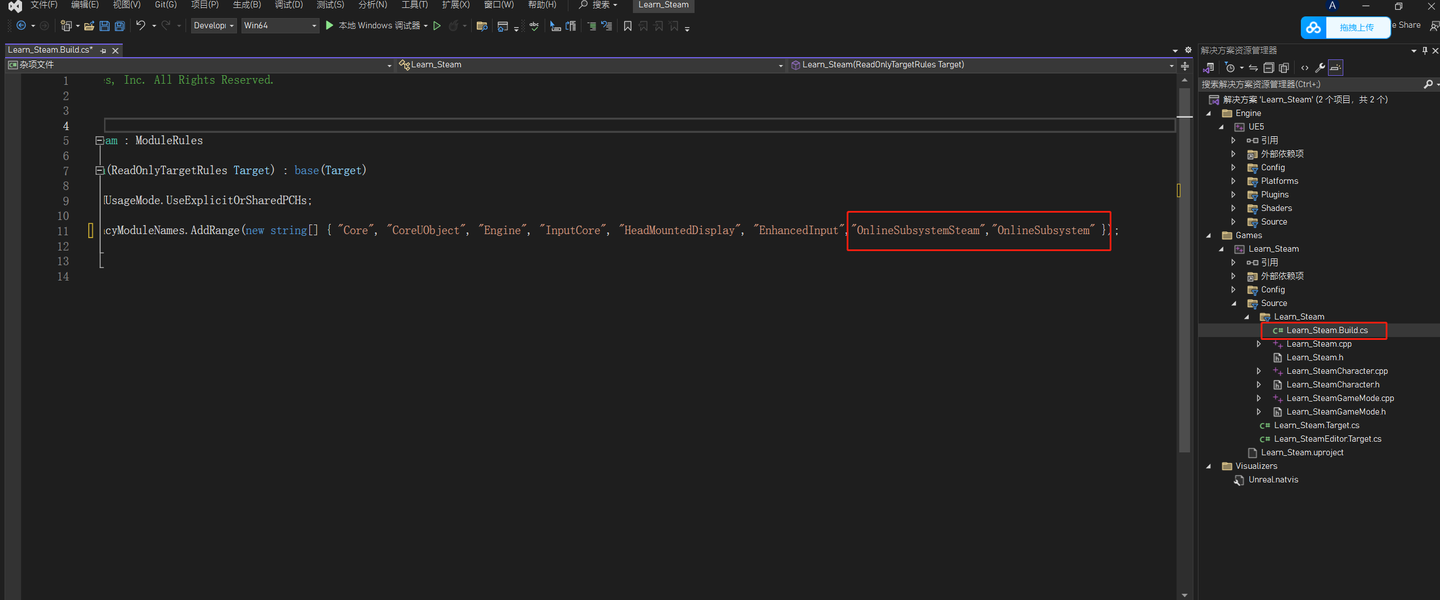 文件(F) 编辑(E) 视图(V) Git(G) 项目(P) 生成(B) 调试(D) 测试(S) 分析(N) 工具(T) 扩展(X) 窗口(W) 帮助(H) 搜索 Learn_Steam A
Develop Win64 本地 Windows 调试器 拖拽上传 e Share
Learn_Steam.Build.cs*
杂项文件 Learn_Steam Learn_Steam(ReadOnlyTargetRules Target)
1 s, Inc. All Rights Reserved.
2
3
4
5 am : ModuleRules
6
7 (ReadOnlyTargetRules Target) : base(Target)
8
9 UsageMode.UseExplicitOrSharedPCHs;
10
11 cyModuleNames.AddRange(new string[] { "Core", "CoreUObject", "Engine", "InputCore", "HeadMountedDisplay", "EnhancedInput","OnlineSubsystemSteam","OnlineSubsystem" });
12
13
14
解决方案资源管理器
搜索解决方案资源管理器(Ctrl+;)
解决方案 'Learn_Steam' (2 个项目，共 2 个)
Engine
UE5
引用
外部依赖项
Config
Platforms
Plugins
Shaders
Source
Games
Learn_Steam
引用
外部依赖项
Config
Source
Learn_Steam
C# Learn_Steam.Build.cs
Learn_Steam.cpp
Learn_Steam.h
Learn_SteamCharacter.cpp
Learn_SteamCharacter.h
Learn_SteamGameMode.cpp
Learn_SteamGameMode.h
C# Learn_Steam.Target.cs
C# Learn_SteamEditor.Target.cs
Learn_Steam.uproject
Visualizers
Unreal.natvis